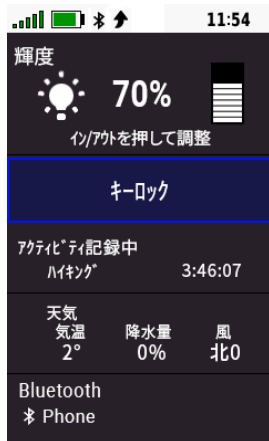 11:54
輝度
70%
イン/アウトを押して調整
キーロック
アクティビティ記録中
ハイキング 3:46:07
天気
気温 降水量 風
2° 0% 北0
Bluetooth
Phone